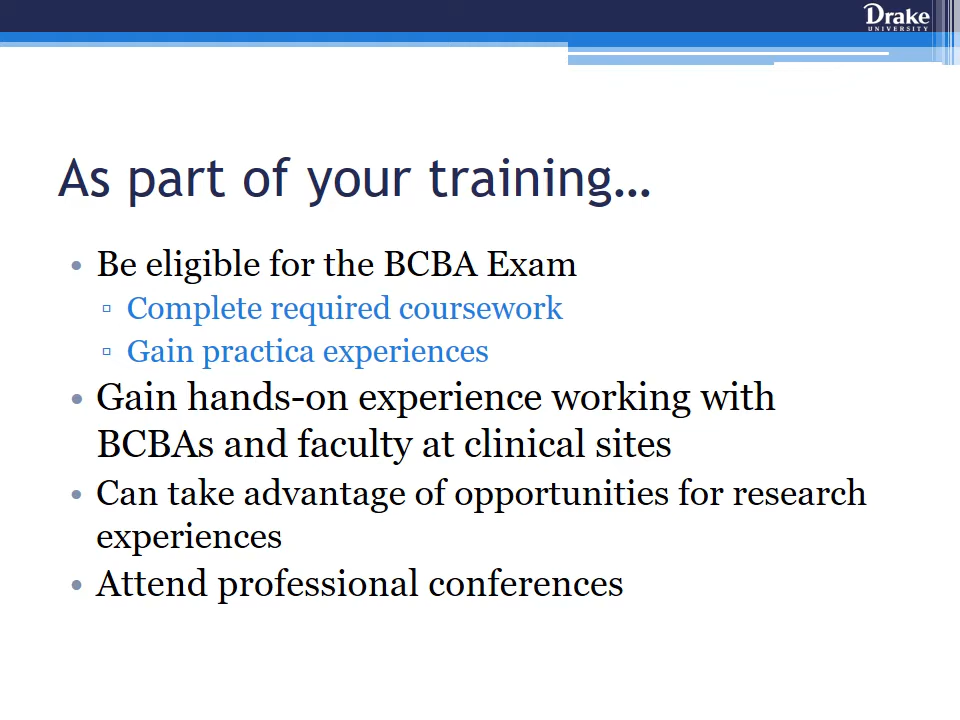 Drake
UNIVERSITY
As part of your training…
• Be eligible for the BCBA Exam
▫ Complete required coursework
▫ Gain practica experiences
• Gain hands-on experience working with
BCBAs and faculty at clinical sites
• Can take advantage of opportunities for research
experiences
• Attend professional conferences